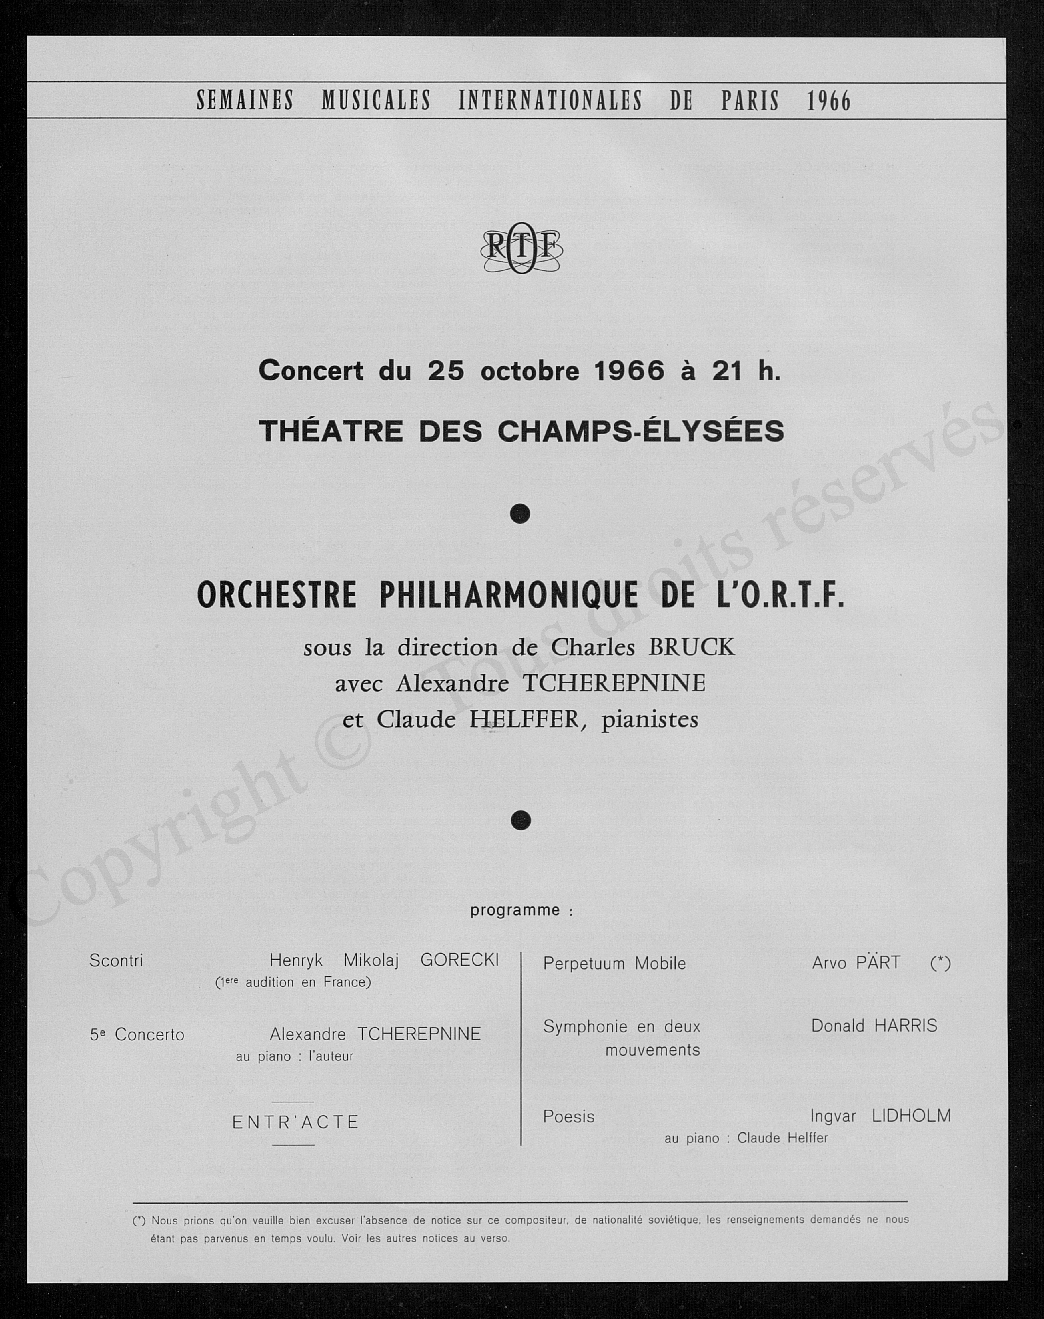 SEMAINES MUSICALES INTERNATIONALES DE PARIS 1966
RTF
Concert du 25 octobre 1966 à 21 h.
THÉATRE DES CHAMPS-ÉLYSÉES
ORCHESTRE PHILHARMONIQUE DE L'O.R.T.F.
sous la direction de Charles BRUCK
avec Alexandre TCHEREPNINE
et Claude HELFFER, pianistes
programme :
Scontri Henryk Mikolaj GORECKI
(1ere audition en France)
5e Concerto Alexandre TCHEREPNINE
au piano : l'auteur
ENTR'ACTE
Perpetuum Mobile Arvo PÄRT (*)
Symphonie en deux Donald HARRIS
mouvements
Poesis Ingvar LIDHOLM
au piano : Claude Helffer
(*) Nous prions qu'on veuille bien excuser l'absence de notice sur ce compositeur, de nationalité soviétique, les renseignements demandés ne nous
étant pas parvenus en temps voulu. Voir les autres notices au verso.
Copyright © Tous droits réservés